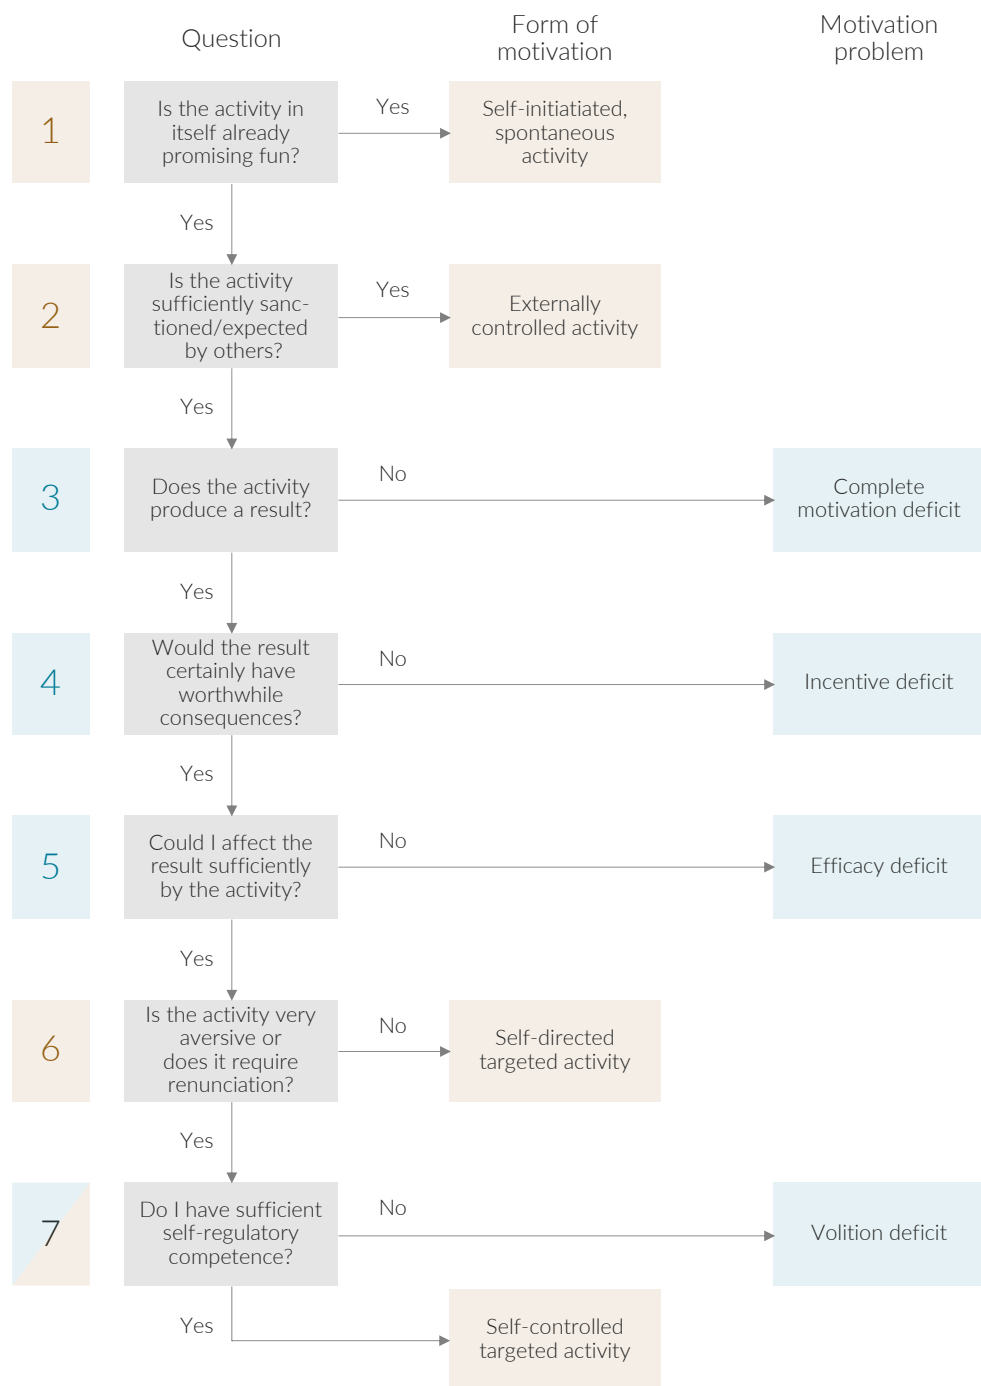 Question
Form of
motivation
Motivation
problem
1
Is the activity in
itself already
promising fun?
Yes
Self-initiatiated,
spontaneous
activity
Yes
2
Is the activity
sufficiently sanc-
tioned/expected
by others?
Yes
Externally
controlled activity
Yes
3
Does the activity
produce a result?
No
Complete
motivation deficit
Yes
4
Would the result
certainly have
worthwhile
consequences?
No
Incentive deficit
Yes
5
Could I affect the
result sufficiently
by the activity?
No
Efficacy deficit
Yes
6
Is the activity very
aversive or
does it require
renunciation?
No
Self-directed
targeted activity
Yes
7
Do I have sufficient
self-regulatory
competence?
No
Volition deficit
Yes
Self-controlled
targeted activity